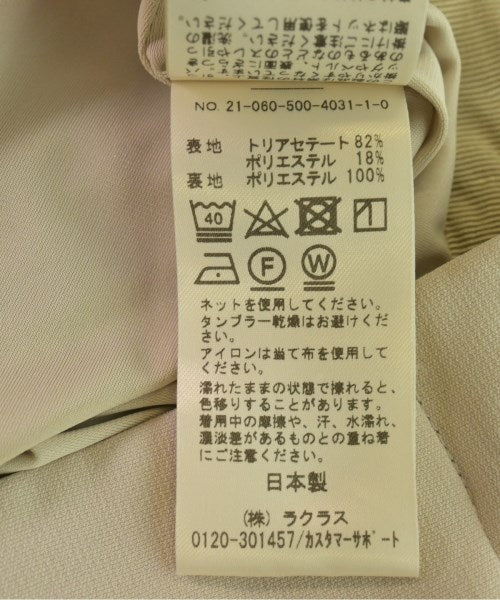 NO. 21-060-500-4031-1-0
表地 トリアセテート 82%
ポリエステル 18%
裏地 ポリエステル 100%
40
F W
ネットを使用してください。
タンブラー乾燥はお避けくださ
い。
アイロンは当て布を使用して
ください。
濡れたままの状態で擦れると、
色移りすることがあります。
着用中の摩擦や、汗、水濡れ、
濃淡差があるものとの重ね着
にご注意ください。
日本製
(株) ラクラス
0120-301457/カスタマーサポート